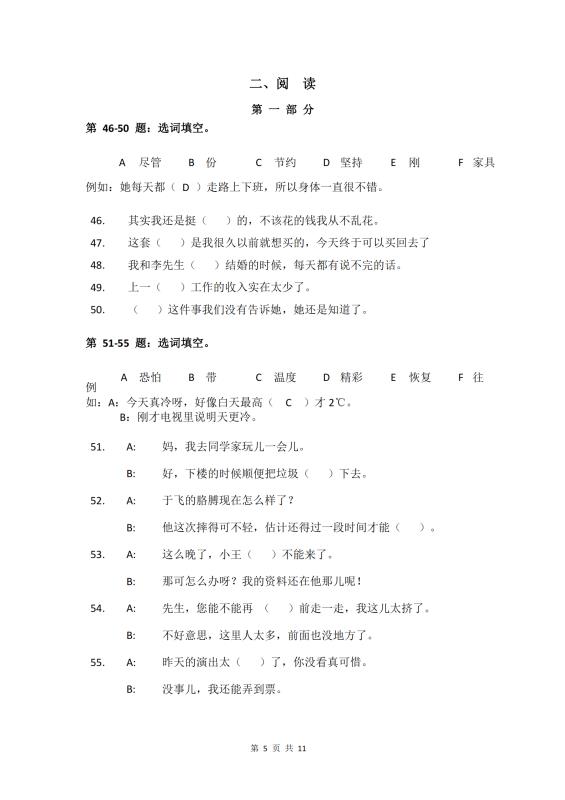 二、阅 读
第 一 部 分
第 46-50 题：选词填空。
A 尽管 B 份 C 节约 D 坚持 E 刚 F 家具
例如：她每天都（ D ）走路上下班，所以身体一直很不错。
46. 其实我还是挺（ ）的，不该花的钱我从不乱花。
47. 这套（ ）是我很久以前就想买的，今天终于可以买回去了
48. 我和李先生（ ）结婚的时候，每天都有说不完的话。
49. 上一（ ）工作的收入实在太少了。
50. （ ）这件事我们没有告诉她，她还是知道了。
第 51-55 题：选词填空。
A 恐怕 B 带 C 温度 D 精彩 E 恢复 F 往
例
如：A：今天真冷呀，好像白天最高（ C ）才 2℃。
B：刚才电视里说明天更冷。
51. A: 妈，我去同学家玩儿一会儿。
B: 好，下楼的时候顺便把垃圾（ ）下去。
52. A: 于飞的胳膊现在怎么样了？
B: 他这次摔得可不轻，估计还得过一段时间才能（ ）。
53. A: 这么晚了，小王（ ）不能来了。
B: 那可怎么办呀？我的资料还在他那儿呢！
54. A: 先生，您能不能再 （ ）前走一走，我这儿太挤了。
B: 不好意思，这里人太多，前面也没地方了。
55. A: 昨天的演出太（ ）了，你没看真可惜。
B: 没事儿，我还能弄到票。
第 5 页 共 11